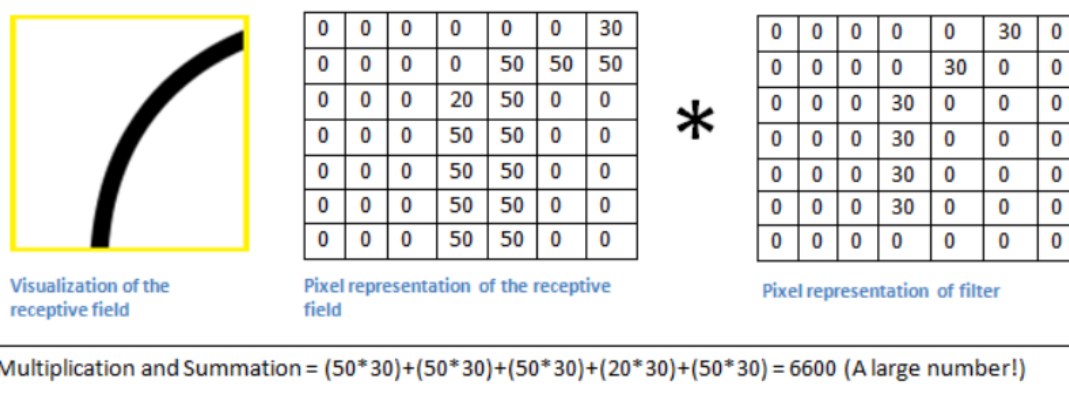 0 0 0 0 0 0 30
0 0 0 0 50 50 50
0 0 0 20 50 0 0
0 0 0 50 50 0 0
0 0 0 50 50 0 0
0 0 0 50 50 0 0
0 0 0 50 50 0 0
*
0 0 0 0 0 30 0
0 0 0 0 30 0 0
0 0 0 30 0 0 0
0 0 0 30 0 0 0
0 0 0 30 0 0 0
0 0 0 30 0 0 0
0 0 0 0 0 0 0
Visualization of the
receptive field
Pixel representation of the receptive
field
Pixel representation of filter
Multiplication and Summation = (50*30)+(50*30)+(50*30)+(20*30)+(50*30) = 6600 (A large number!)